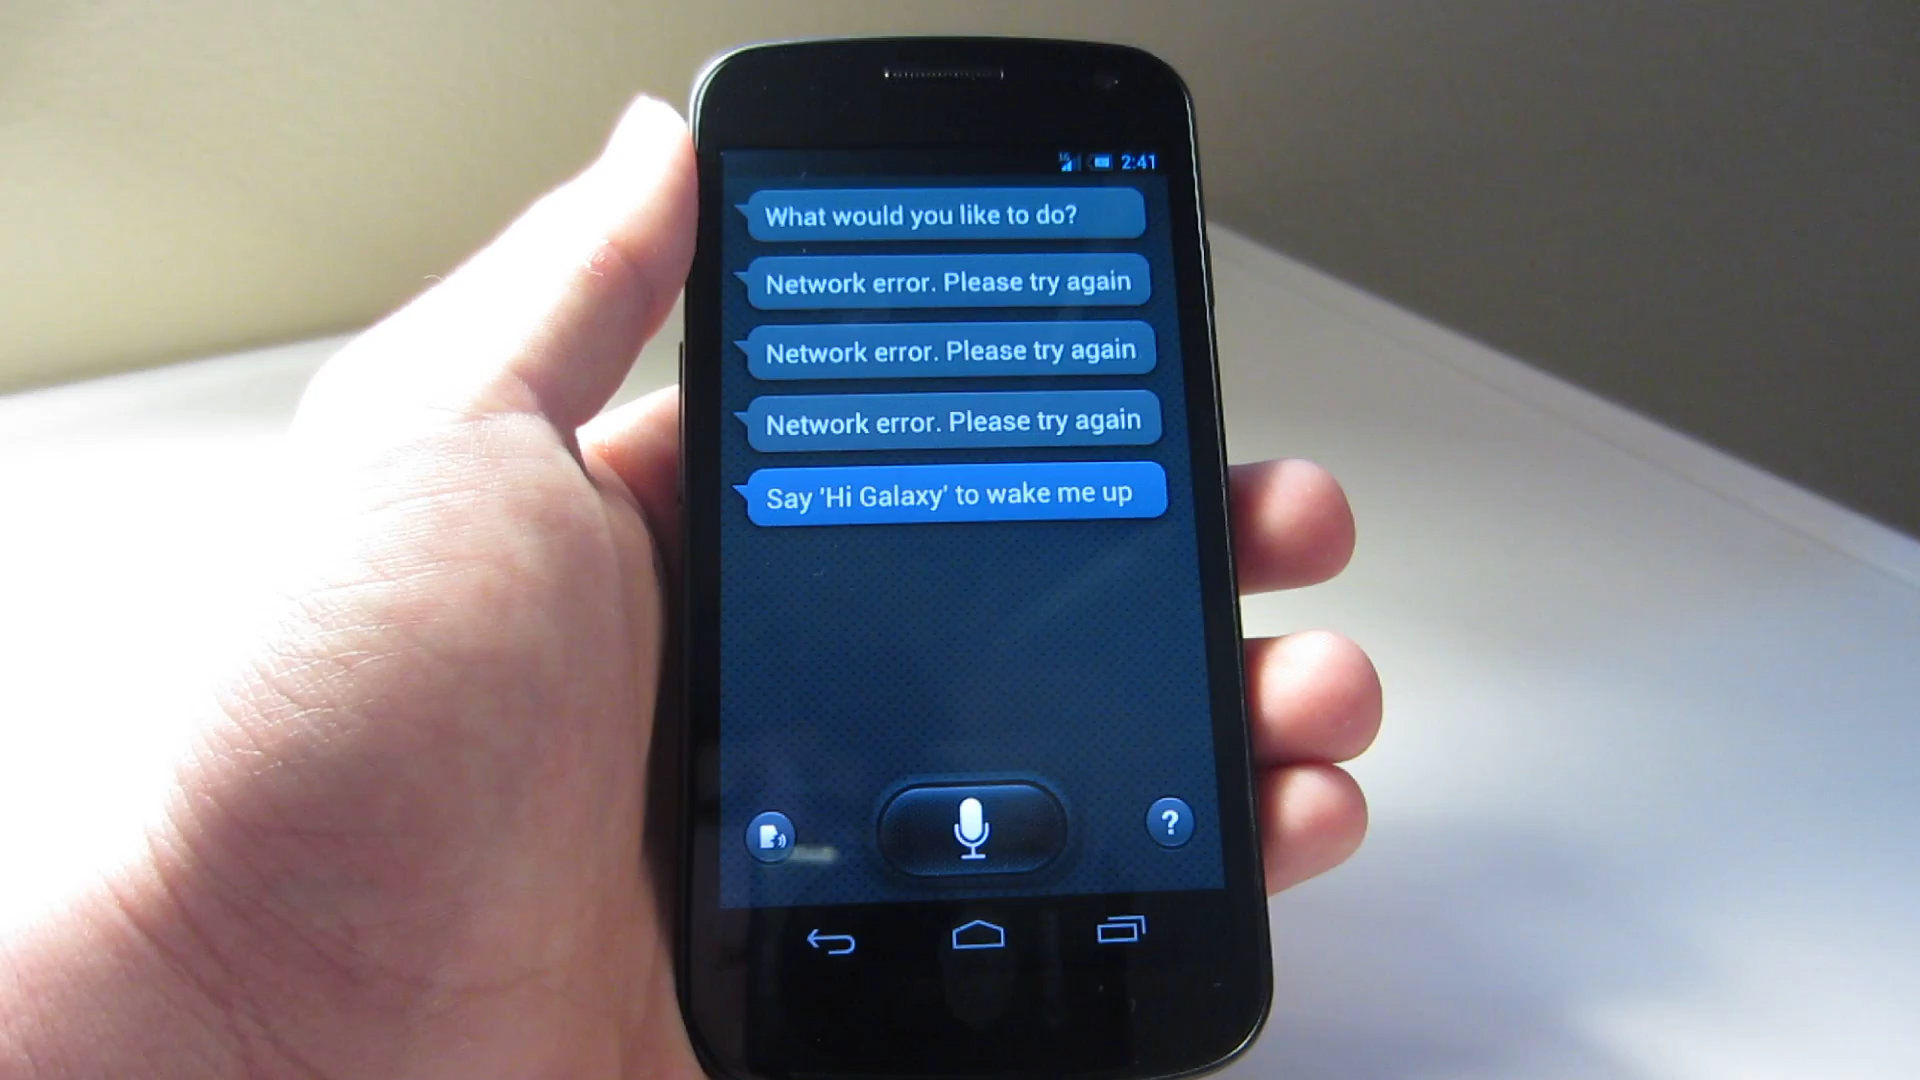 2:41
What would you like to do?
Network error. Please try again
Network error. Please try again
Network error. Please try again
Say 'Hi Galaxy' to wake me up
?